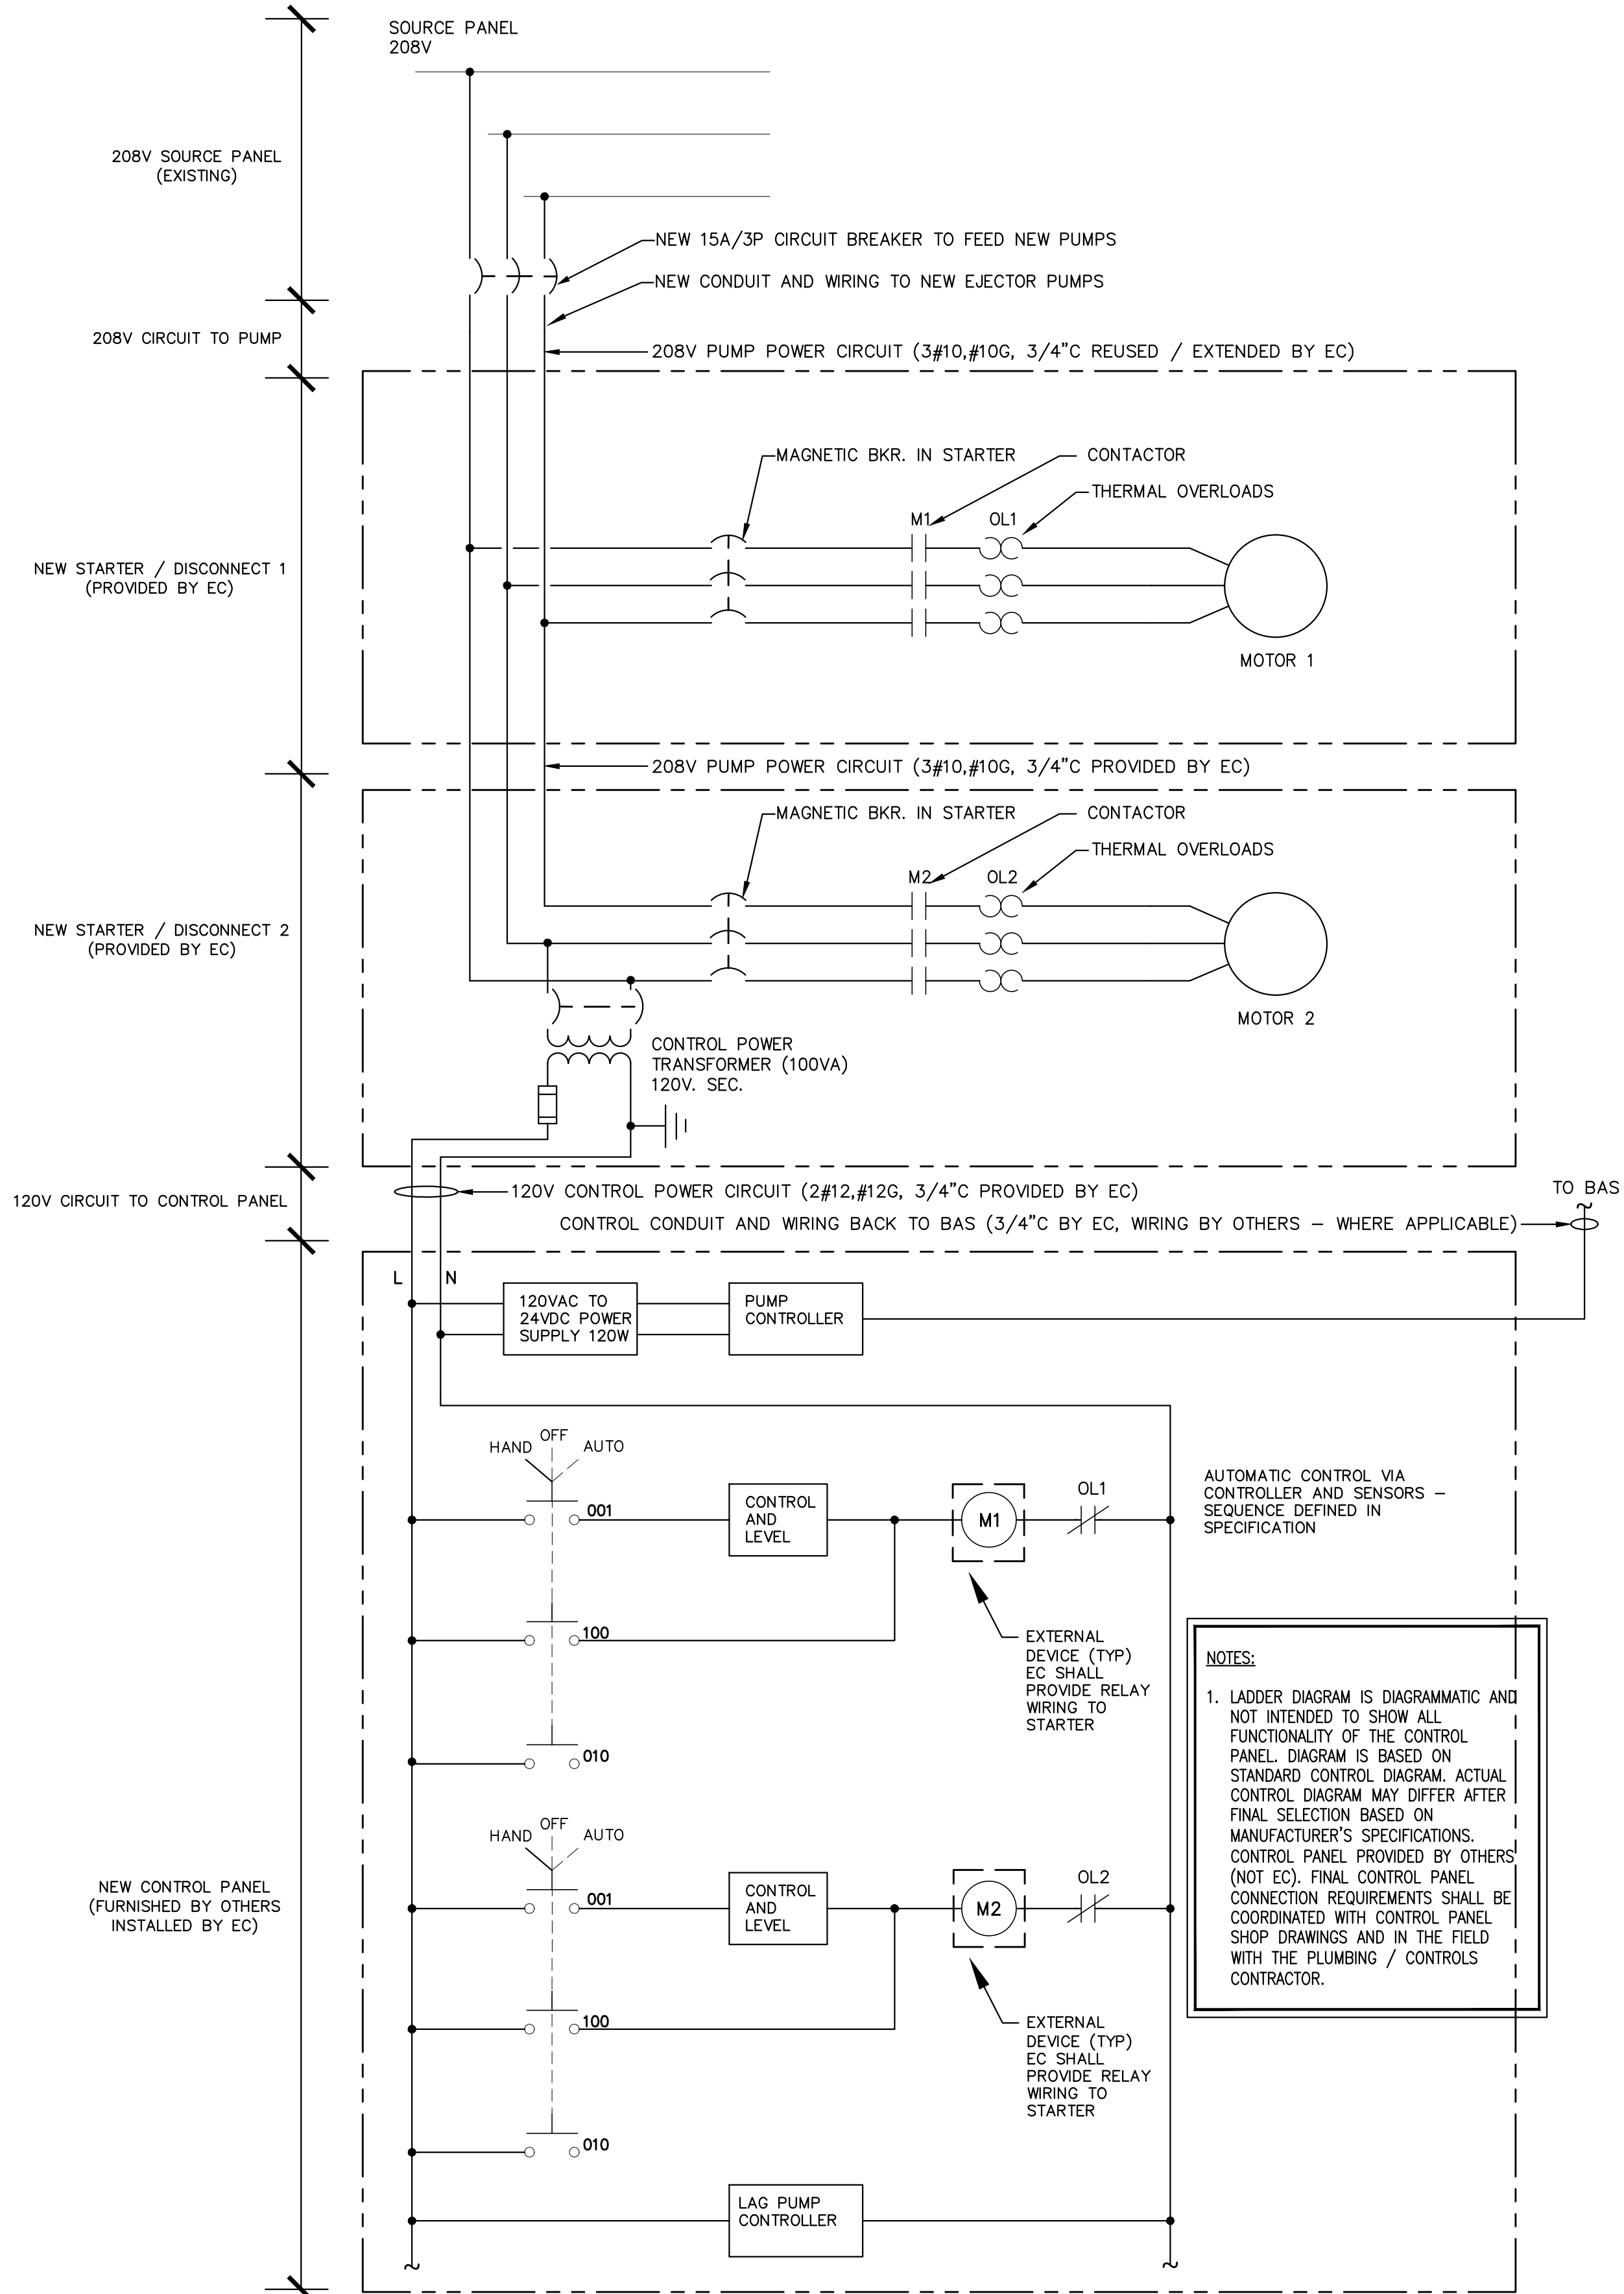 SOURCE PANEL
208V
208V SOURCE PANEL
(EXISTING)
NEW 15A/3P CIRCUIT BREAKER TO FEED NEW PUMPS
NEW CONDUIT AND WIRING TO NEW EJECTOR PUMPS
208V CIRCUIT TO PUMP
208V PUMP POWER CIRCUIT (3#10,#10G, 3/4"C REUSED / EXTENDED BY EC)
MAGNETIC BKR. IN STARTER
CONTACTOR
THERMAL OVERLOADS
M1
OL1
NEW STARTER / DISCONNECT 1
(PROVIDED BY EC)
MOTOR 1
208V PUMP POWER CIRCUIT (3#10,#10G, 3/4"C PROVIDED BY EC)
MAGNETIC BKR. IN STARTER
CONTACTOR
THERMAL OVERLOADS
M2
OL2
NEW STARTER / DISCONNECT 2
(PROVIDED BY EC)
MOTOR 2
CONTROL POWER
TRANSFORMER (100VA)
120V. SEC.
120V CIRCUIT TO CONTROL PANEL
120V CONTROL POWER CIRCUIT (2#12,#12G, 3/4"C PROVIDED BY EC)
TO BAS
CONTROL CONDUIT AND WIRING BACK TO BAS (3/4"C BY EC, WIRING BY OTHERS – WHERE APPLICABLE)
L
N
120VAC TO
24VDC POWER
SUPPLY 120W
PUMP
CONTROLLER
HAND
OFF
AUTO
001
CONTROL
AND
LEVEL
M1
OL1
AUTOMATIC CONTROL VIA
CONTROLLER AND SENSORS –
SEQUENCE DEFINED IN
SPECIFICATION
100
EXTERNAL
DEVICE (TYP)
EC SHALL
PROVIDE RELAY
WIRING TO
STARTER
010
NOTES:
1. LADDER DIAGRAM IS DIAGRAMMATIC AND
NOT INTENDED TO SHOW ALL
FUNCTIONALITY OF THE CONTROL
PANEL. DIAGRAM IS BASED ON
STANDARD CONTROL DIAGRAM. ACTUAL
CONTROL DIAGRAM MAY DIFFER AFTER
FINAL SELECTION BASED ON
MANUFACTURER'S SPECIFICATIONS.
CONTROL PANEL PROVIDED BY OTHERS
(NOT EC). FINAL CONTROL PANEL
CONNECTION REQUIREMENTS SHALL BE
COORDINATED WITH CONTROL PANEL
SHOP DRAWINGS AND IN THE FIELD
WITH THE PLUMBING / CONTROLS
CONTRACTOR.
NEW CONTROL PANEL
(FURNISHED BY OTHERS
INSTALLED BY EC)
HAND
OFF
AUTO
001
CONTROL
AND
LEVEL
M2
OL2
100
EXTERNAL
DEVICE (TYP)
EC SHALL
PROVIDE RELAY
WIRING TO
STARTER
010
LAG PUMP
CONTROLLER